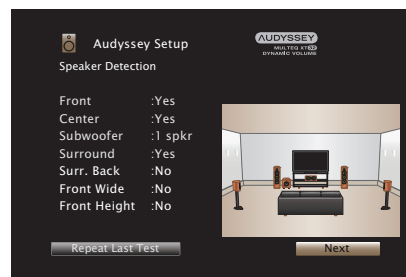 Audyssey Setup
AUDYSSEY
MULTEQ XT32
DYNAMIC VOLUME
Speaker Detection
Front :Yes
Center :Yes
Subwoofer :1 spkr
Surround :Yes
Surr. Back :No
Front Wide :No
Front Height :No
Repeat Last Test
Next